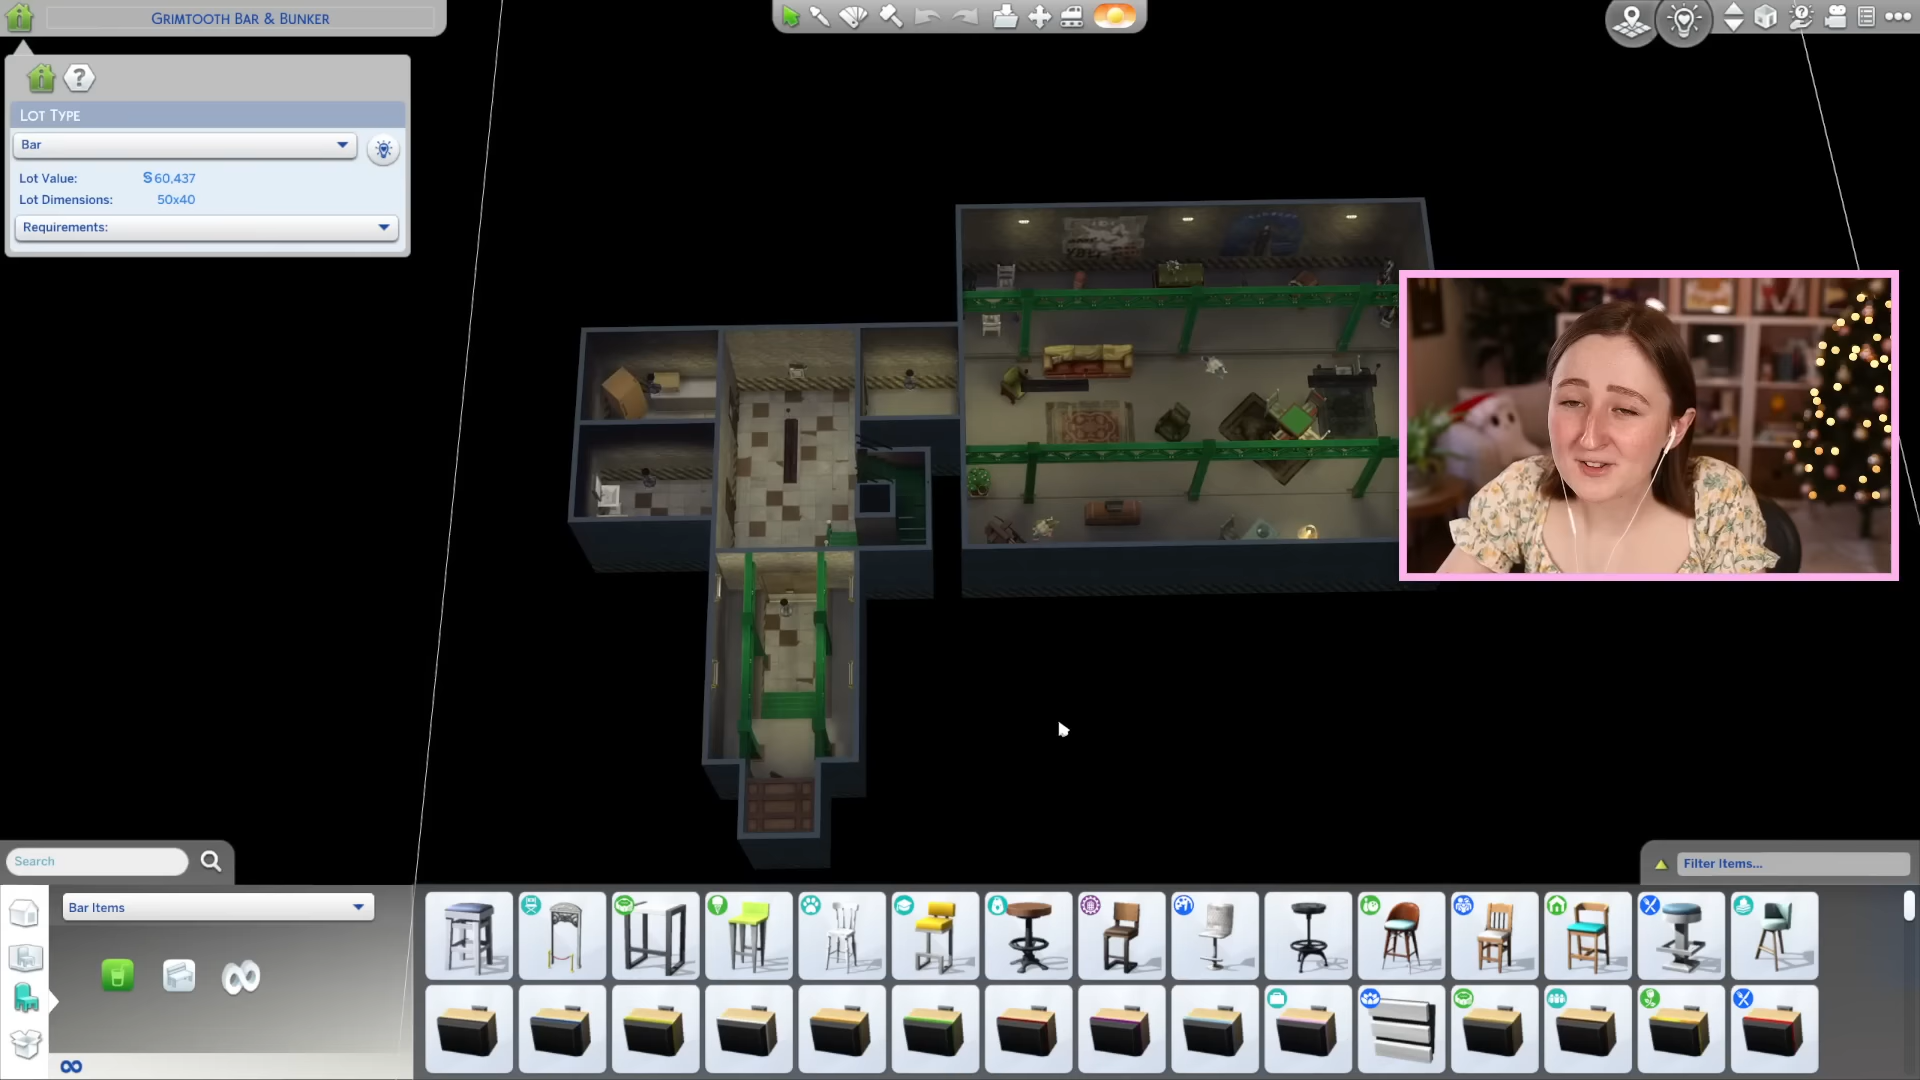 GRIMTOOTH BAR & BUNKER
LOT TYPE
Bar
Lot Value: §60,437
Lot Dimensions: 50x40
Requirements:
Search
Filter Items...
Bar Items